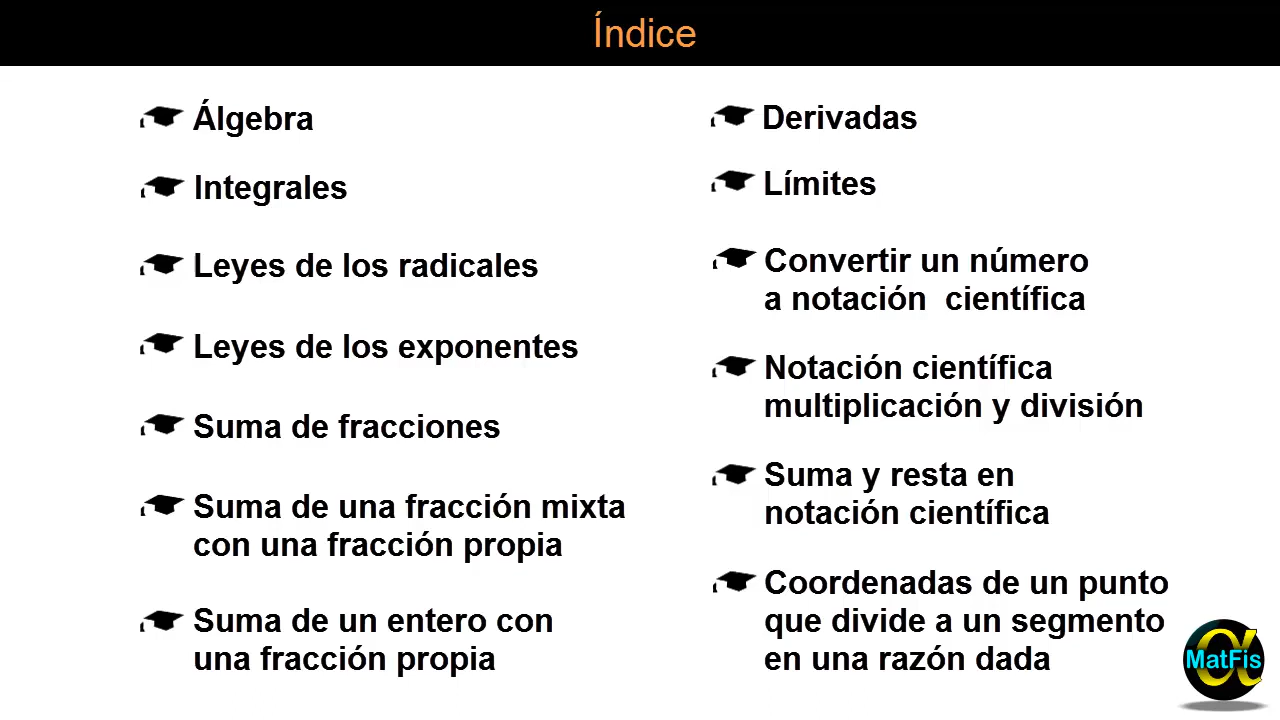 Índice
Álgebra
Integrales
Leyes de los radicales
Leyes de los exponentes
Suma de fracciones
Suma de una fracción mixta
con una fracción propia
Suma de un entero con
una fracción propia
Derivadas
Límites
Convertir un número
a notación científica
Notación científica
multiplicación y división
Suma y resta en
notación científica
Coordenadas de un punto
que divide a un segmento
en una razón dada
α
MatFis